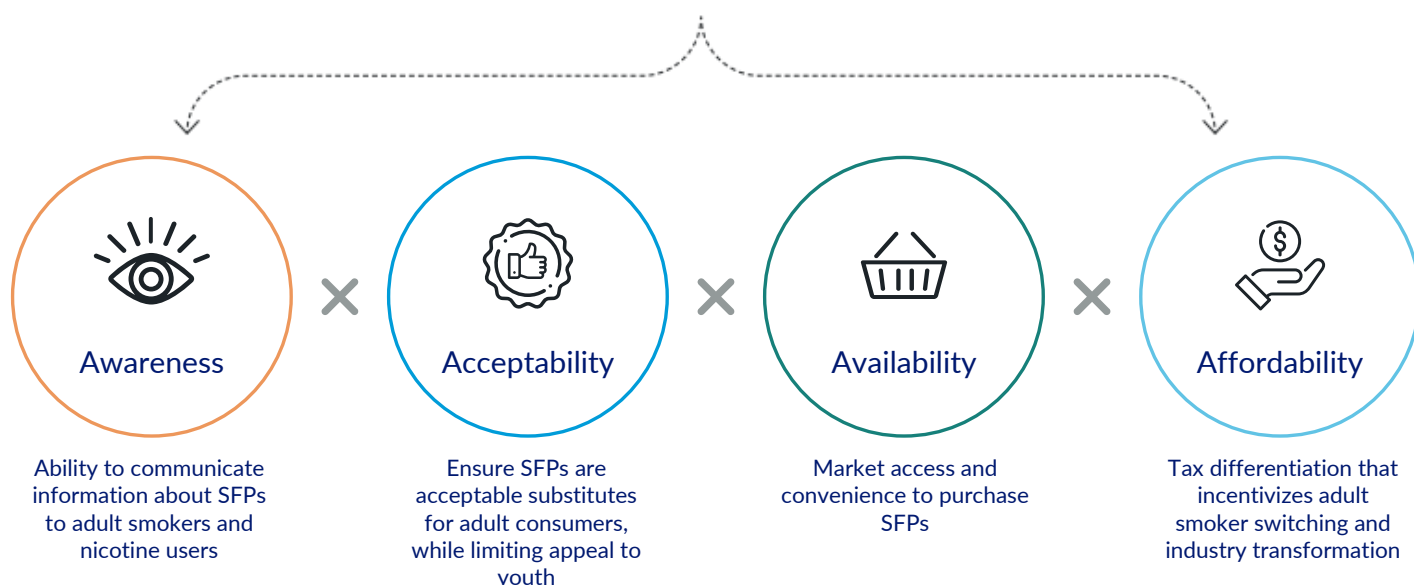 Awareness
Acceptability
Availability
Affordability
Ability to communicate
information about SFPs
to adult smokers and
nicotine users
Ensure SFPs are
acceptable substitutes
for adult consumers,
while limiting appeal to
youth
Market access and
convenience to purchase
SFPs
Tax differentiation that
incentivizes adult
smoker switching and
industry transformation